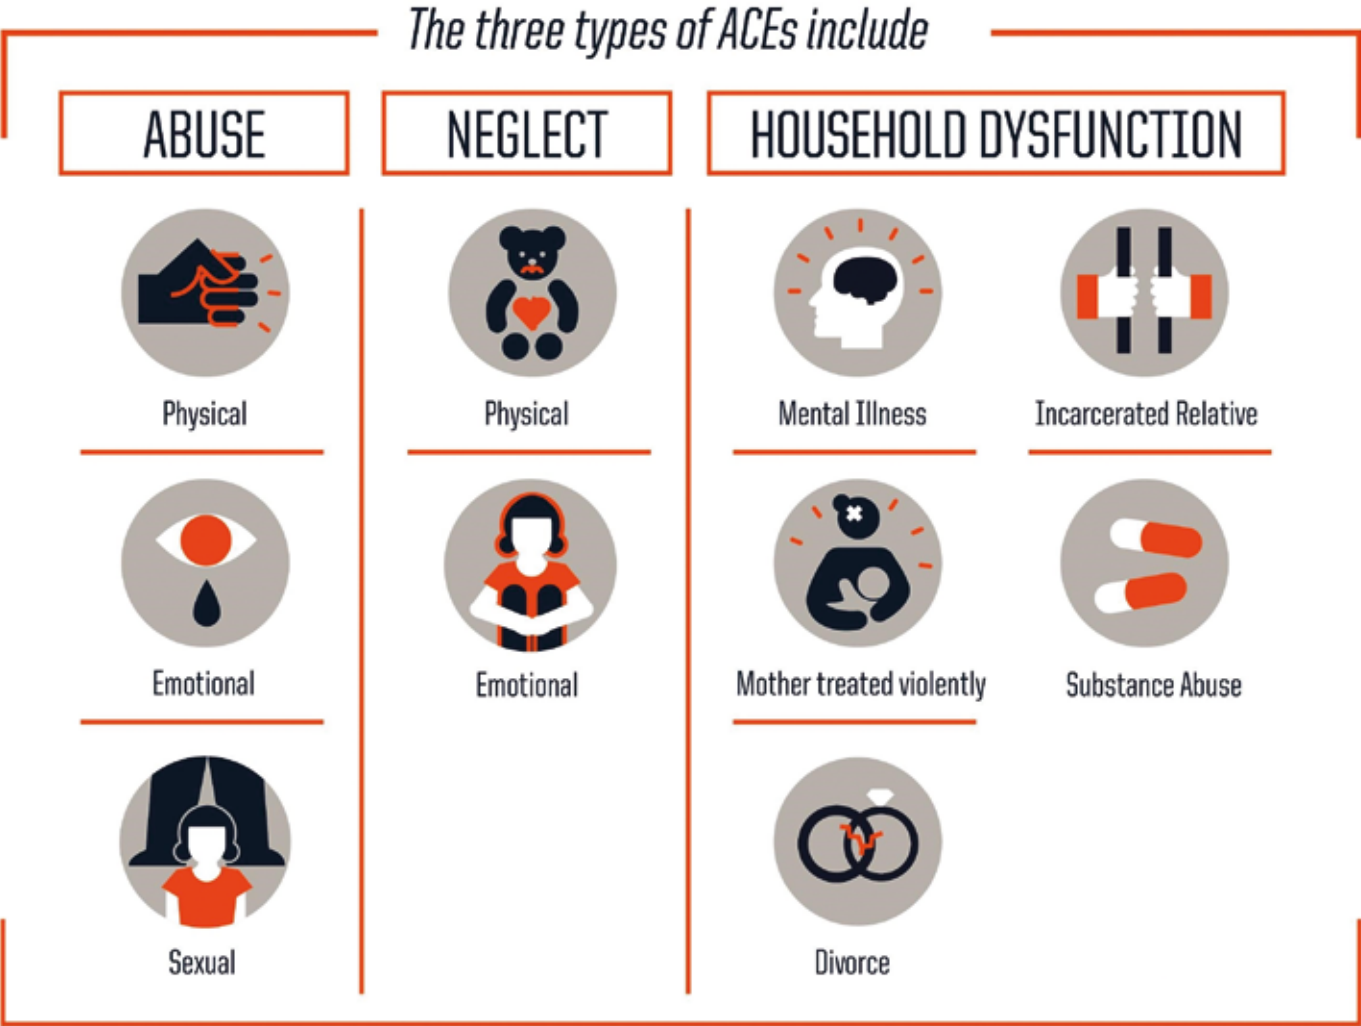 The three types of ACEs include
ABUSE
Physical
Emotional
Sexual
NEGLECT
Physical
Emotional
HOUSEHOLD DYSFUNCTION
Mental Illness
Incarcerated Relative
Mother treated violently
Substance Abuse
Divorce